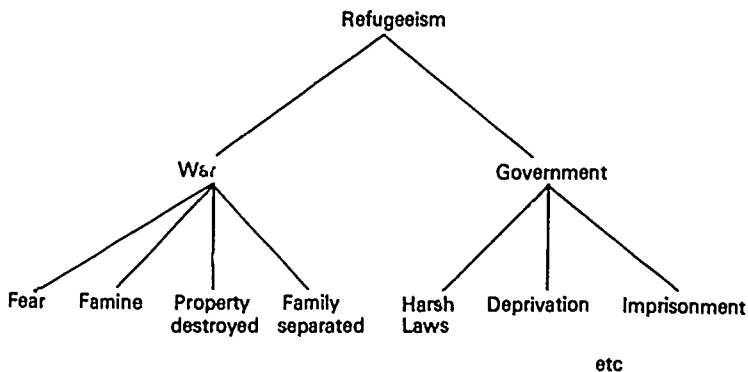 Refugeeism
War
Government
Fear
Famine
Property
destroyed
Family
separated
Harsh
Laws
Deprivation
Imprisonment
etc